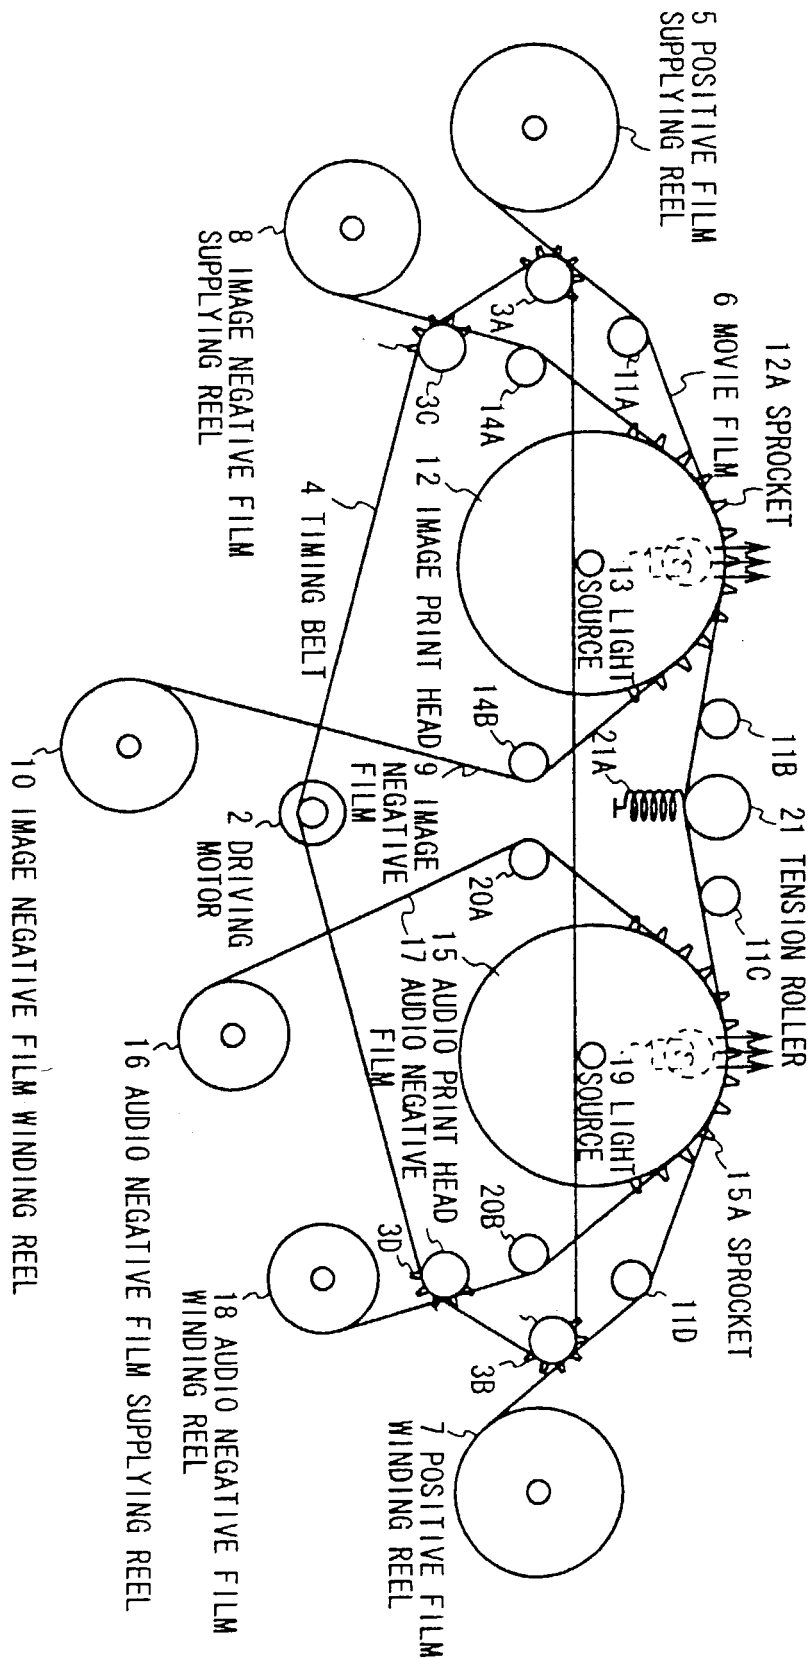 5 POSITIVE FILM
SUPPLYING REEL
6 MOVIE FILM
12A SPROCKET
11B
21 TENSION ROLLER
11C
15A SPROCKET
11D
3A
11A
13 LIGHT
SOURCE
21A
19 LIGHT
SOURCE
3B
7 POSITIVE FILM
WINDING REEL
8 IMAGE NEGATIVE FILM
SUPPLYING REEL
3C
14A
12 IMAGE PRINT HEAD
14B
9 IMAGE
NEGATIVE
FILM
20A
15 AUDIO PRINT HEAD
17 AUDIO NEGATIVE
FILM
20B
3D
4 TIMING BELT
2 DRIVING
MOTOR
18 AUDIO NEGATIVE FILM
WINDING REEL
16 AUDIO NEGATIVE FILM SUPPLYING REEL
10 IMAGE NEGATIVE FILM WINDING REEL